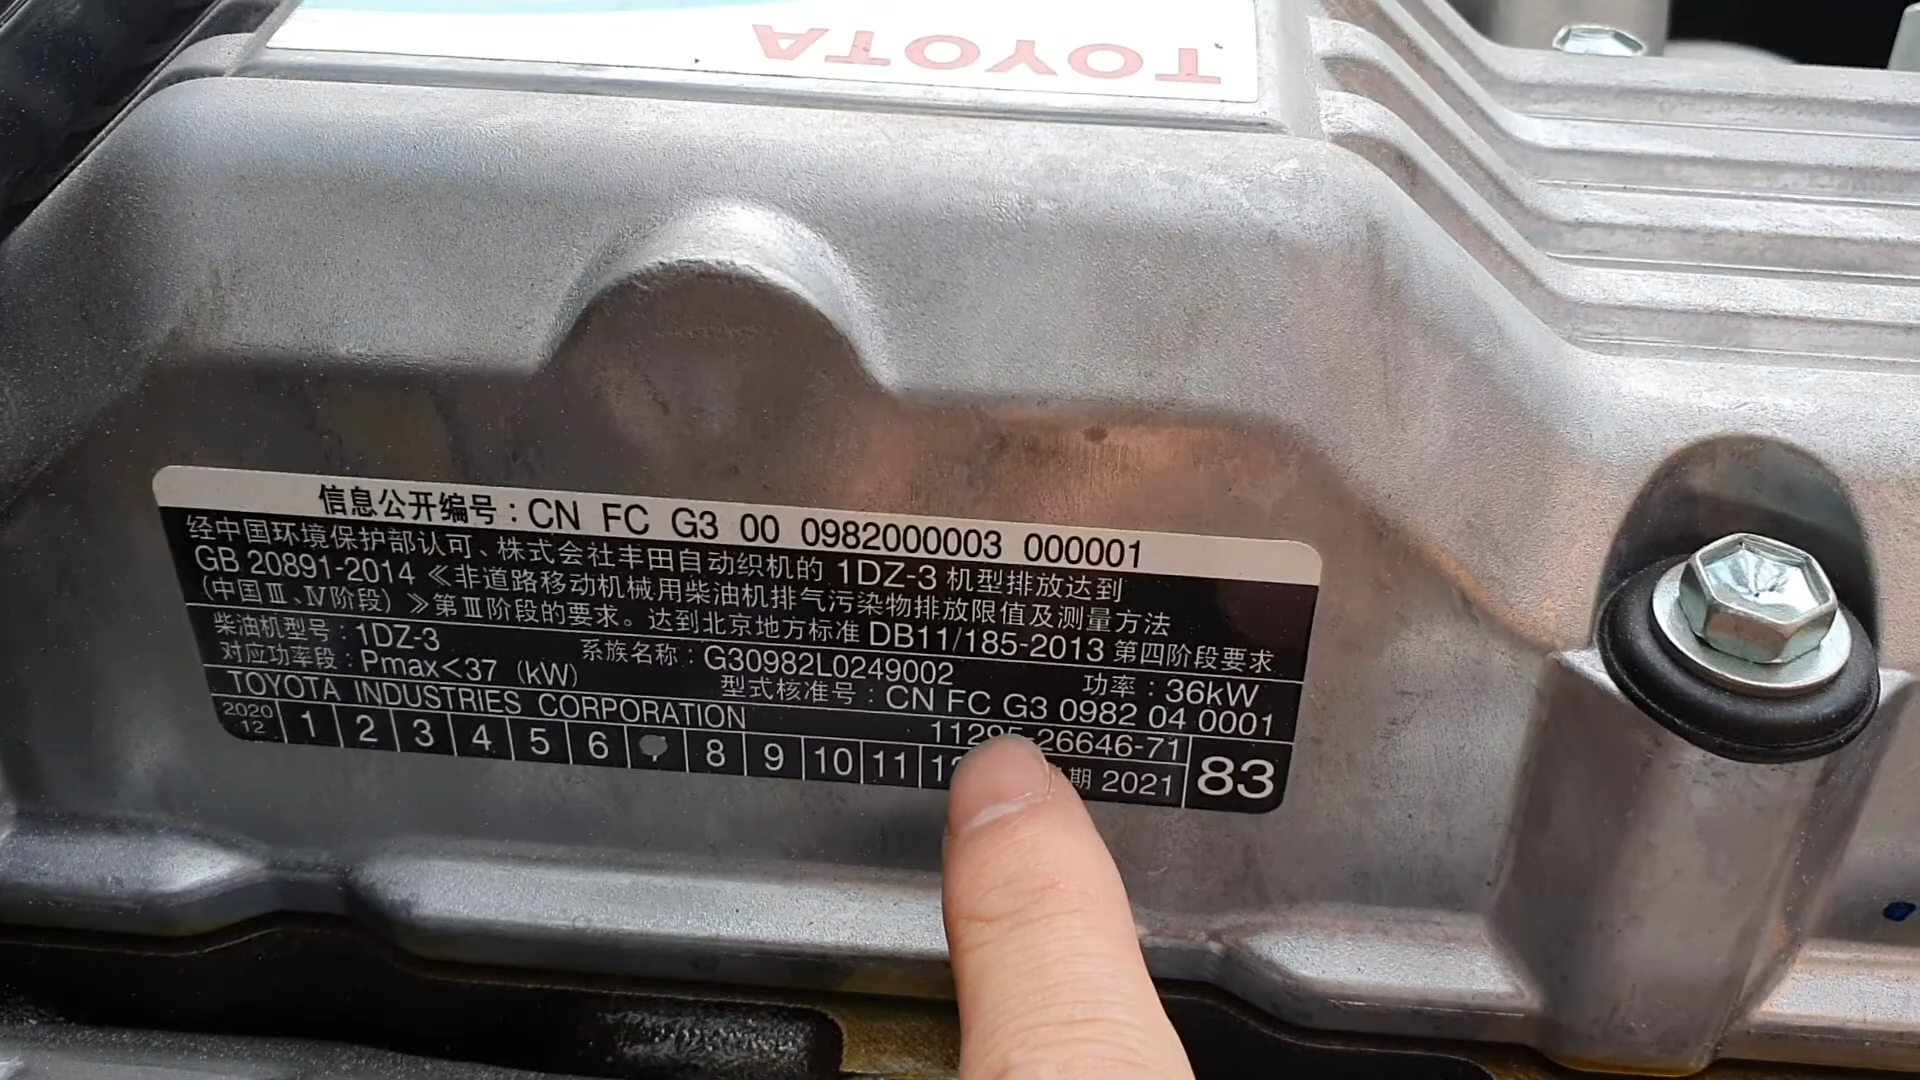 TOYOTA
信息公开编号：CN FC G3 00 0982000003 000001
经中国环境保护部认可、株式会社丰田自动织机的 1DZ-3 机型排放达到
GB 20891-2014 《非道路移动机械用柴油机排气污染物排放限值及测量方法
(中国Ⅲ、Ⅳ阶段) 》第Ⅲ阶段的要求。达到北京地方标准 DB11/185-2013 第四阶段要求
柴油机型号：1DZ-3 系族名称：G30982L0249002 功率：36kW
对应功率段：Pmax<37 (kW) 型式核准号：CN FC G3 0982 04 0001
TOYOTA INDUSTRIES CORPORATION 11295-26646-71
2020 12 1 2 3 4 5 6 8 9 10 11 期 2021 83